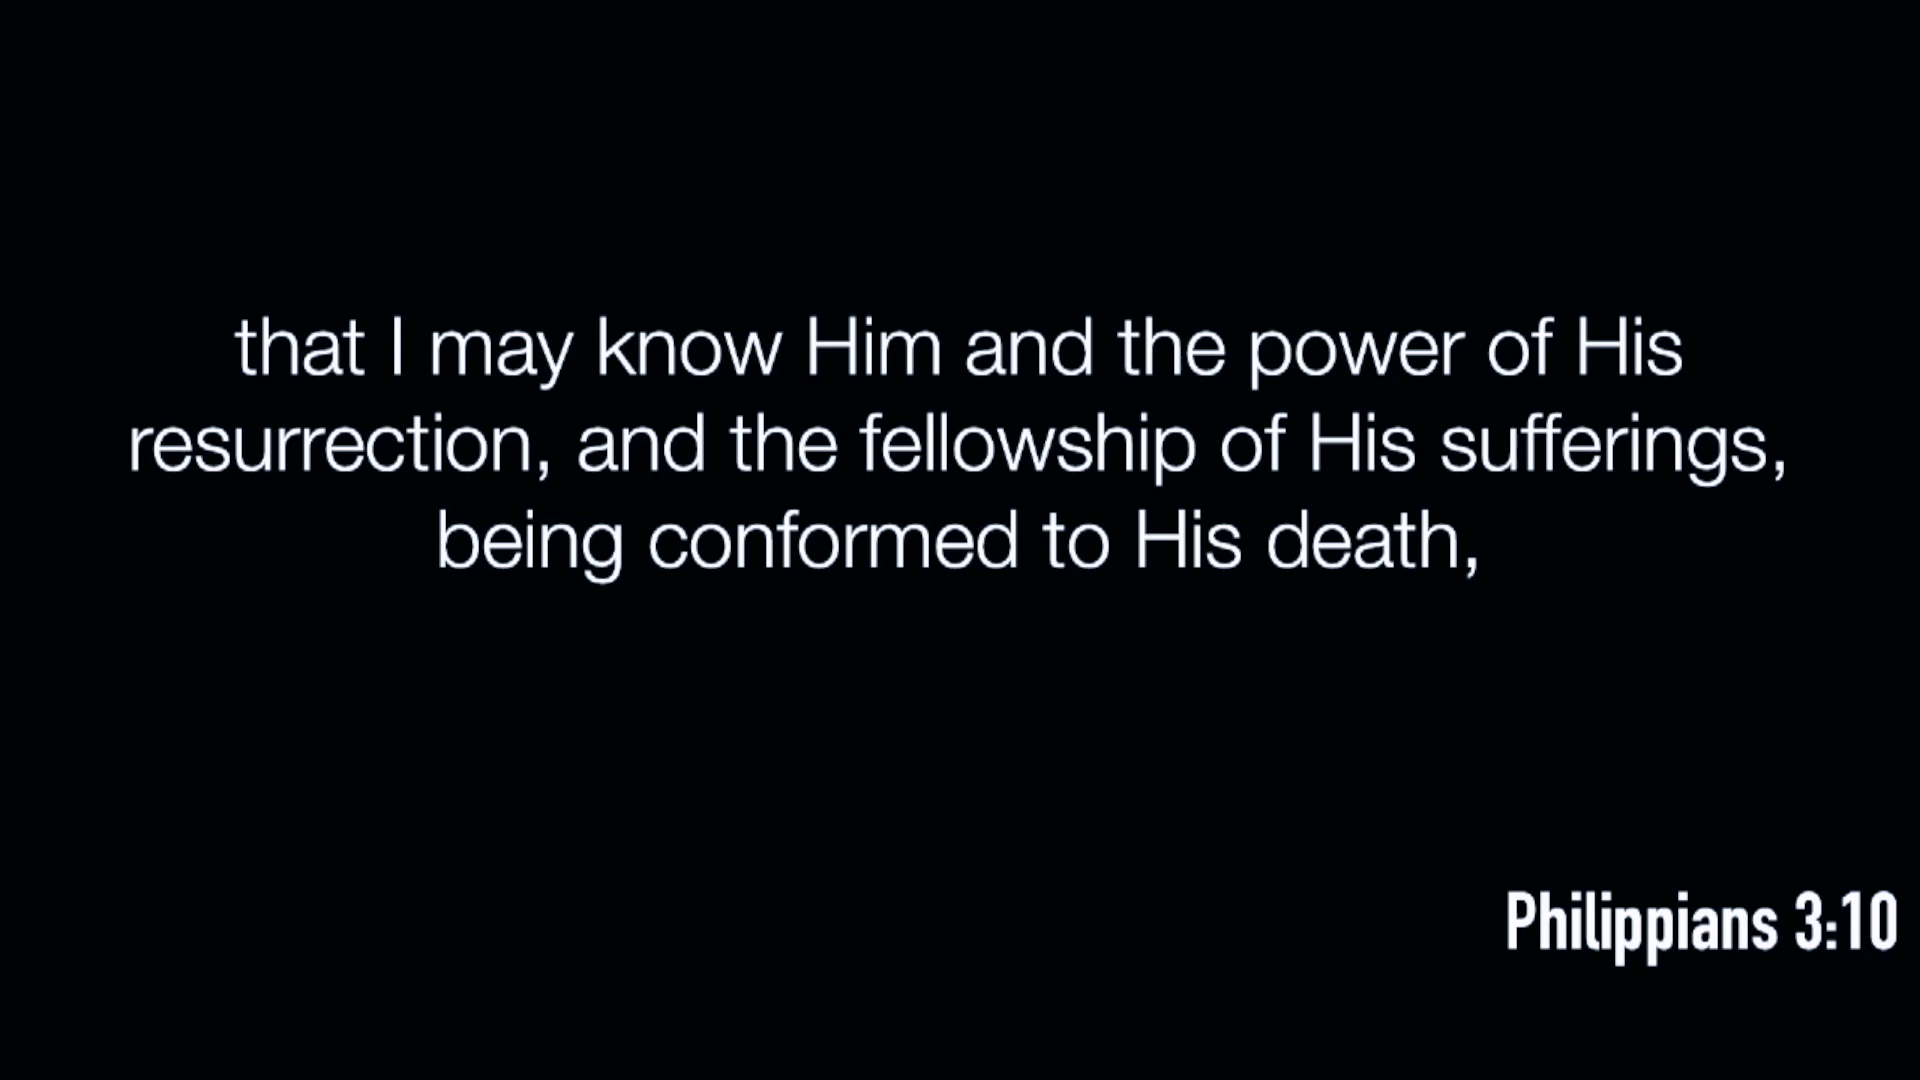 that I may know Him and the power of His
resurrection, and the fellowship of His sufferings,
being conformed to His death,
Philippians 3:10